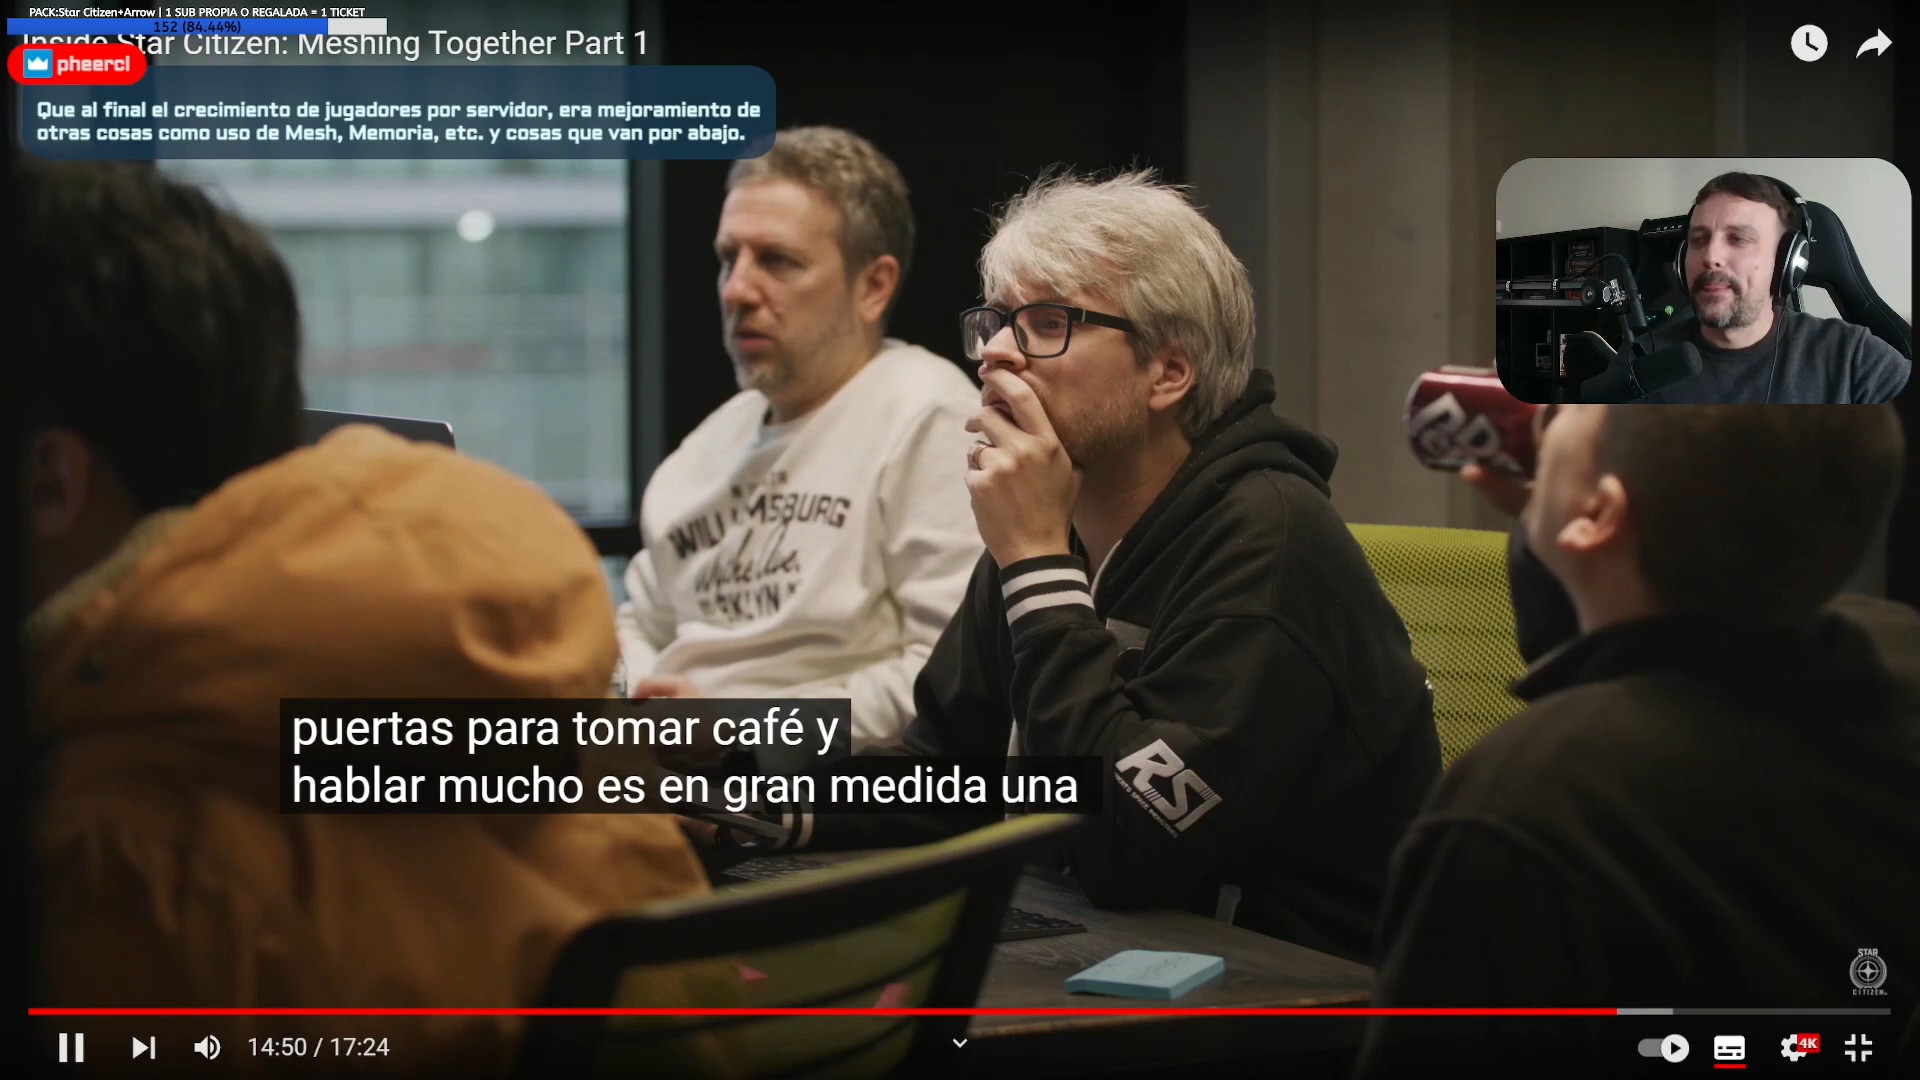 PACK:Star Citizen+Arrow | 1 SUB PROPIA O REGALADA = 1 TICKET
152 (84.44%)
Inside Star Citizen: Meshing Together Part 1
pheercl
Que al final el crecimiento de jugadores por servidor, era mejoramiento de
otras cosas como uso de Mesh, Memoria, etc. y cosas que van por abajo.
puertas para tomar café y
hablar mucho es en gran medida una
RSI
STAR
CITIZEN
14:50 / 17:24
4K